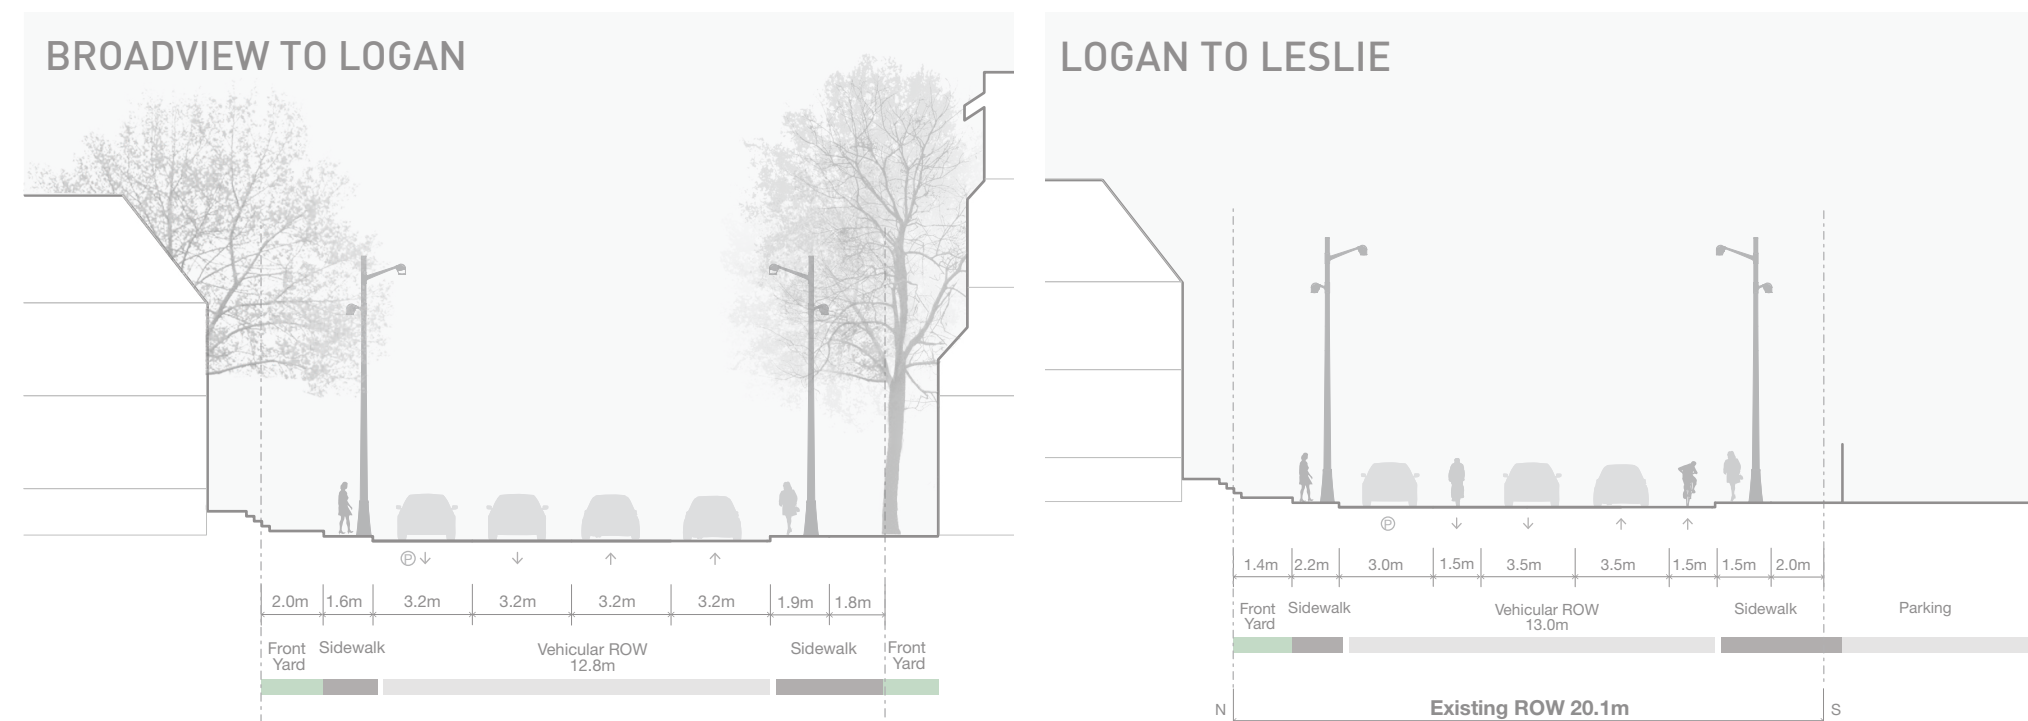 BROADVIEW TO LOGAN
P
2.0m 1.6m 3.2m 3.2m 3.2m 3.2m 1.9m 1.8m
Front Yard
Sidewalk
Vehicular ROW
12.8m
Sidewalk
Front Yard
LOGAN TO LESLIE
P
1.4m 2.2m 3.0m 1.5m 3.5m 3.5m 1.5m 1.5m 2.0m
Front
Yard
Sidewalk
Vehicular ROW
13.0m
Sidewalk
Parking
N Existing ROW 20.1m S